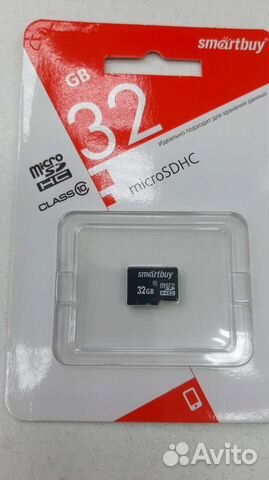 smartbuy
GB
32
Идеально подходит для хранения данных
microSDHC
micro
SD
HC
CLASS 10
smartbuy
32GB
10
micro
SD
HC
Avito